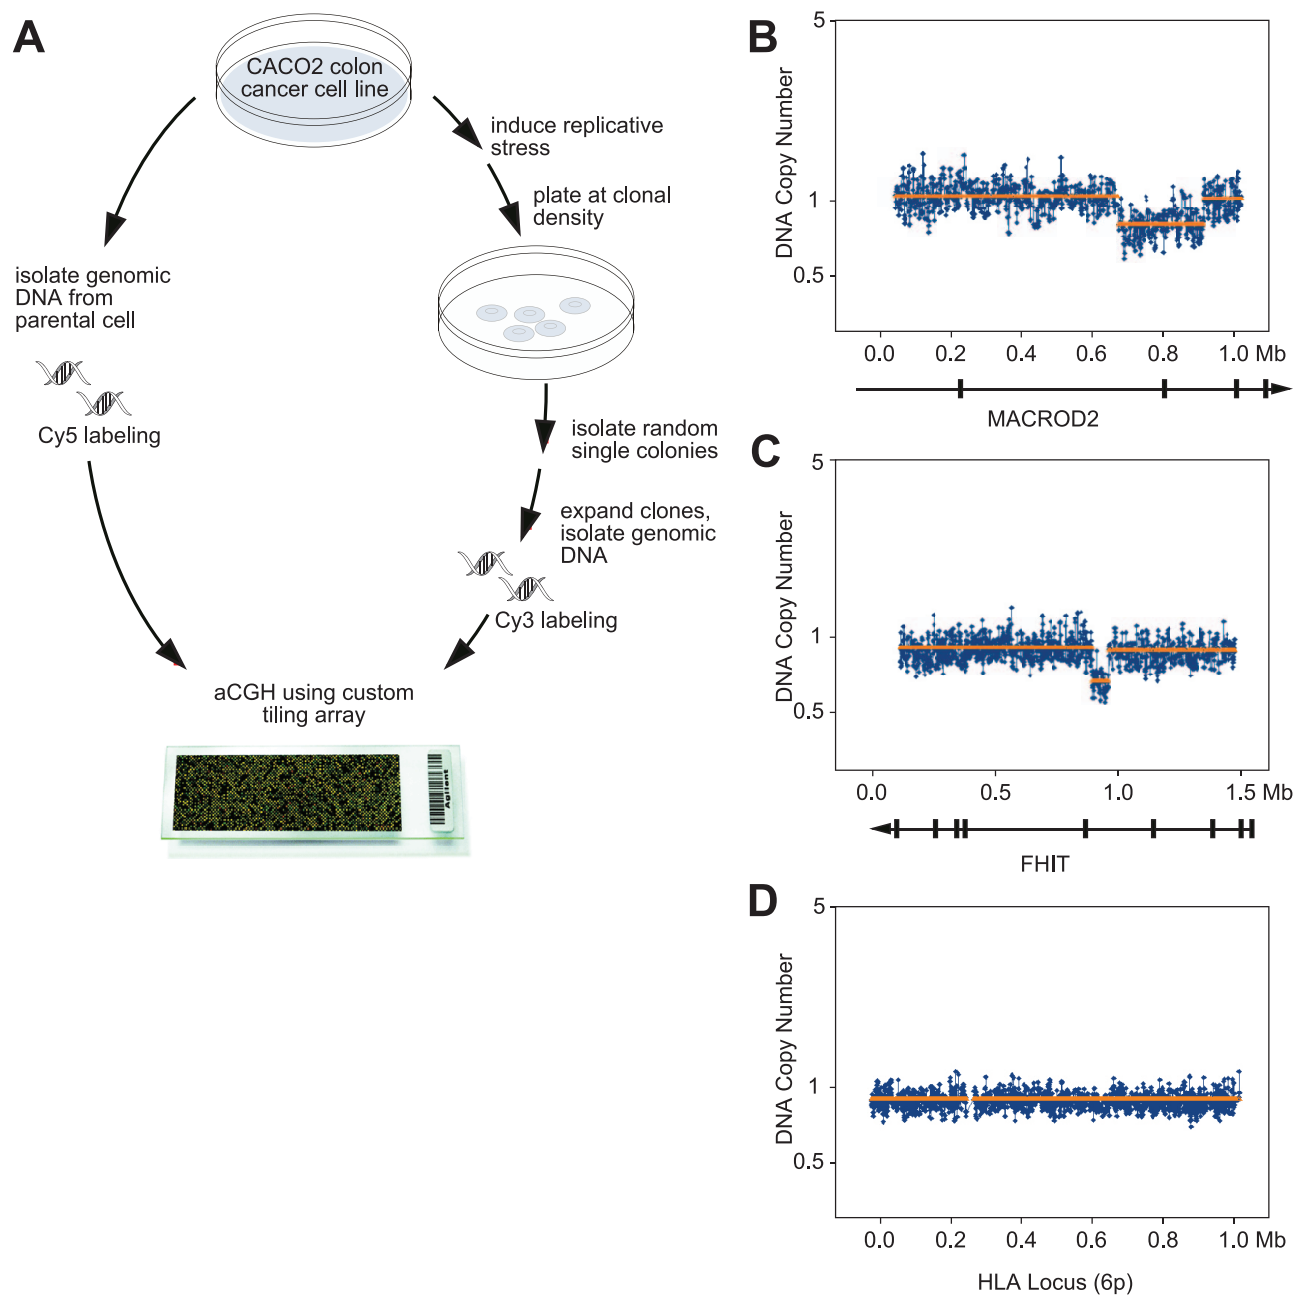 A
CACO2 colon
cancer cell line
induce replicative
stress
plate at clonal
density
isolate genomic
DNA from
parental cell
Cy5 labeling
isolate random
single colonies
expand clones,
isolate genomic
DNA
Cy3 labeling
aCGH using custom
tiling array
Agilent
B
5
1
0.5
DNA Copy Number
0.0 0.2 0.4 0.6 0.8 1.0 Mb
MACROD2
C
5
1
0.5
DNA Copy Number
0.0 0.5 1.0 1.5 Mb
FHIT
D
5
1
0.5
DNA Copy Number
0.0 0.2 0.4 0.6 0.8 1.0 Mb
HLA Locus (6p)